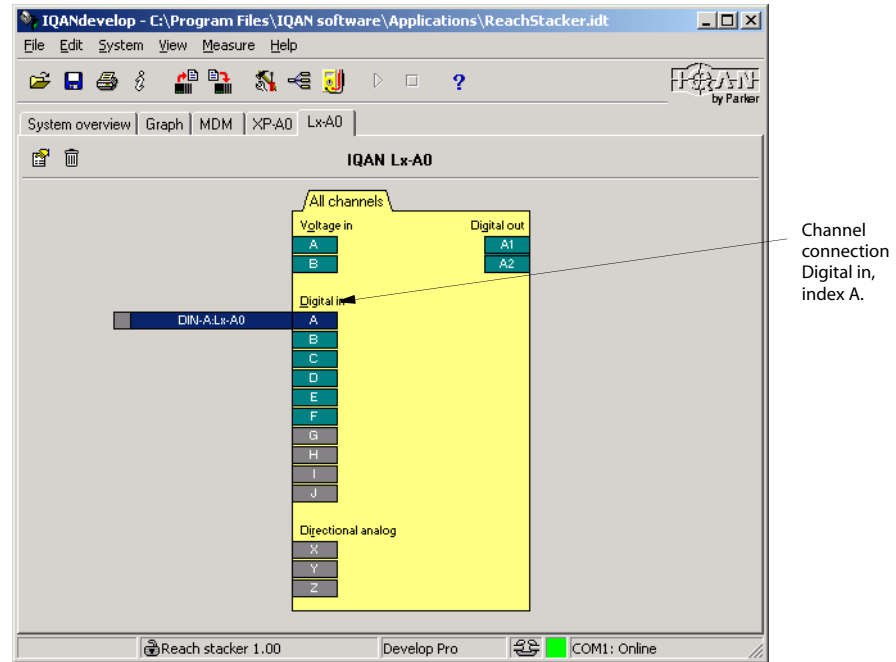 IQANdevelop - C:\Program Files\IQAN software\Applications\ReachStacker.idt
File Edit System View Measure Help
IQAN
by Parker
System overview Graph MDM XP-A0 Lx-A0
IQAN Lx-A0
All channels
Voltage in Digital out
A A1
B A2
Digital in
DIN-A:Lx-A0 A
B
C
D
E
F
G
H
I
J
Directional analog
X
Y
Z
Channel
connection
Digital in,
index A.
Reach stacker 1.00 Develop Pro COM1: Online